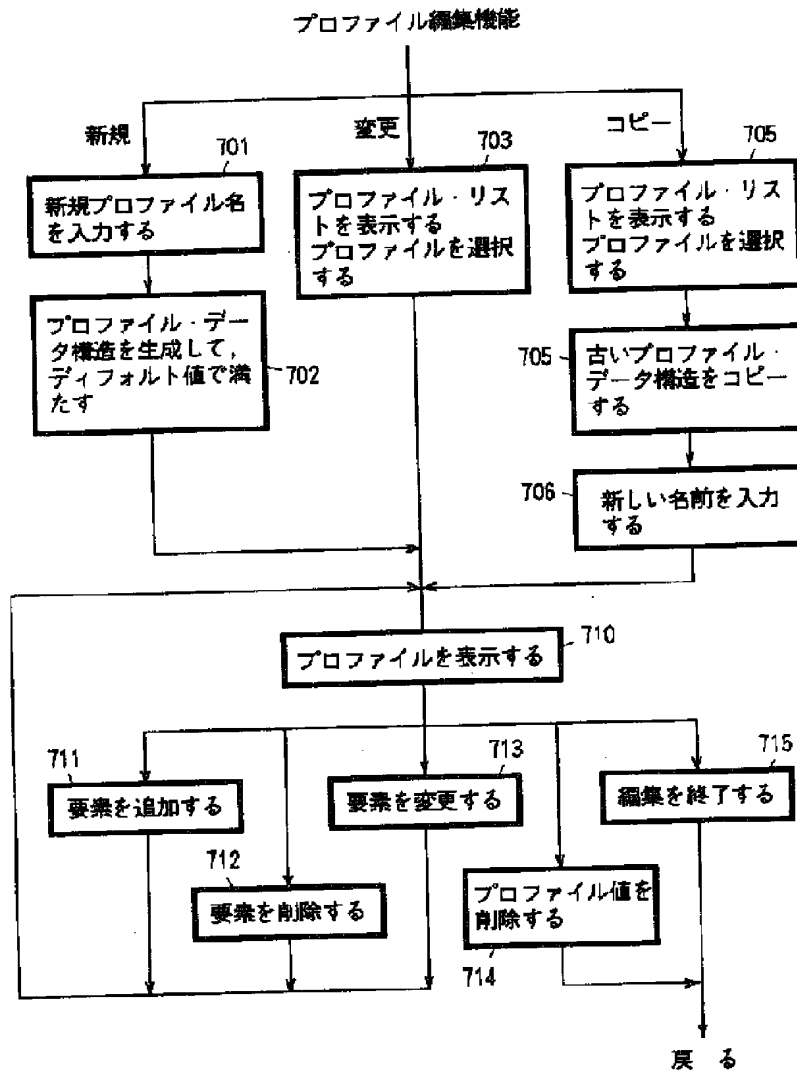 プロファイル編集機能
新規
変更
コピー
701
新規プロファイル名
を入力する
703
プロファイル・リス
トを表示する
プロファイルを選択
する
705
プロファイル・リス
トを表示する
プロファイルを選択
する
プロファイル・デー
タ構造を生成して,
ディフォルト値で満
たす
702
705
古いプロファイル・
データ構造をコピー
する
706
新しい名前を入力
する
710
プロファイルを表示する
711
要素を追加する
712
要素を削除する
713
要素を変更する
714
プロファイル値を
削除する
715
編集を終了する
戻 る